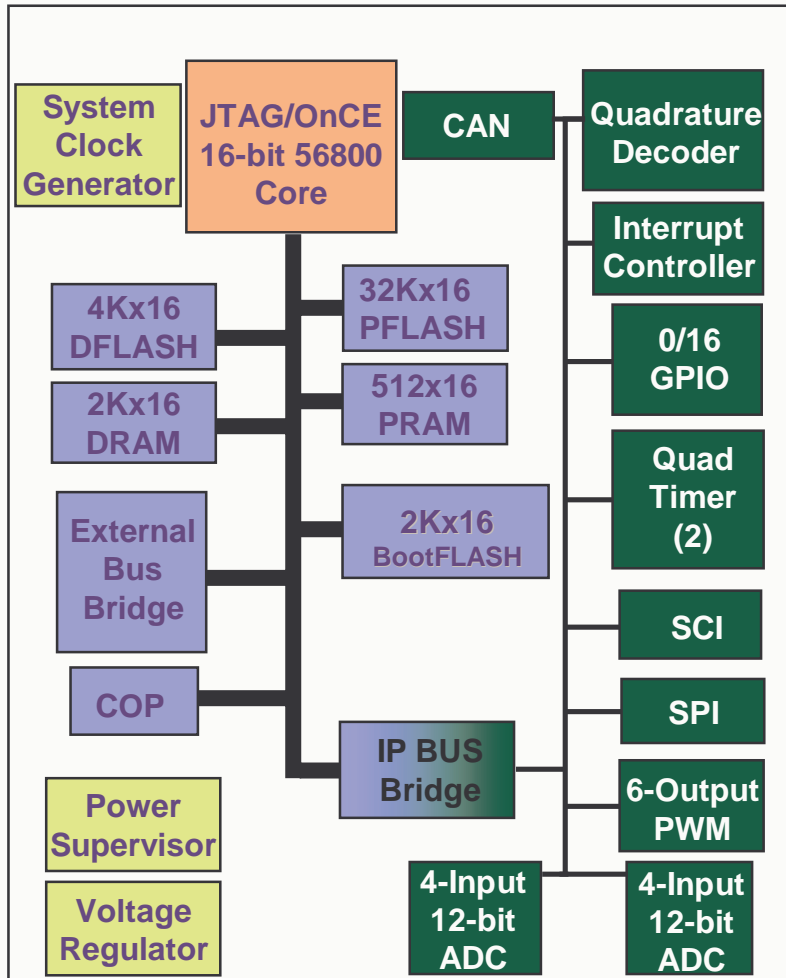 System
Clock
Generator
JTAG/OnCE
16-bit 56800
Core
CAN
Quadrature
Decoder
Interrupt
Controller
4Kx16
DFLASH
32Kx16
PFLASH
0/16
GPIO
2Kx16
DRAM
512x16
PRAM
Quad
Timer
(2)
External
Bus
Bridge
2Kx16
BootFLASH
SCI
COP
SPI
IP BUS
Bridge
Power
Supervisor
6-Output
PWM
Voltage
Regulator
4-Input
12-bit
ADC
4-Input
12-bit
ADC